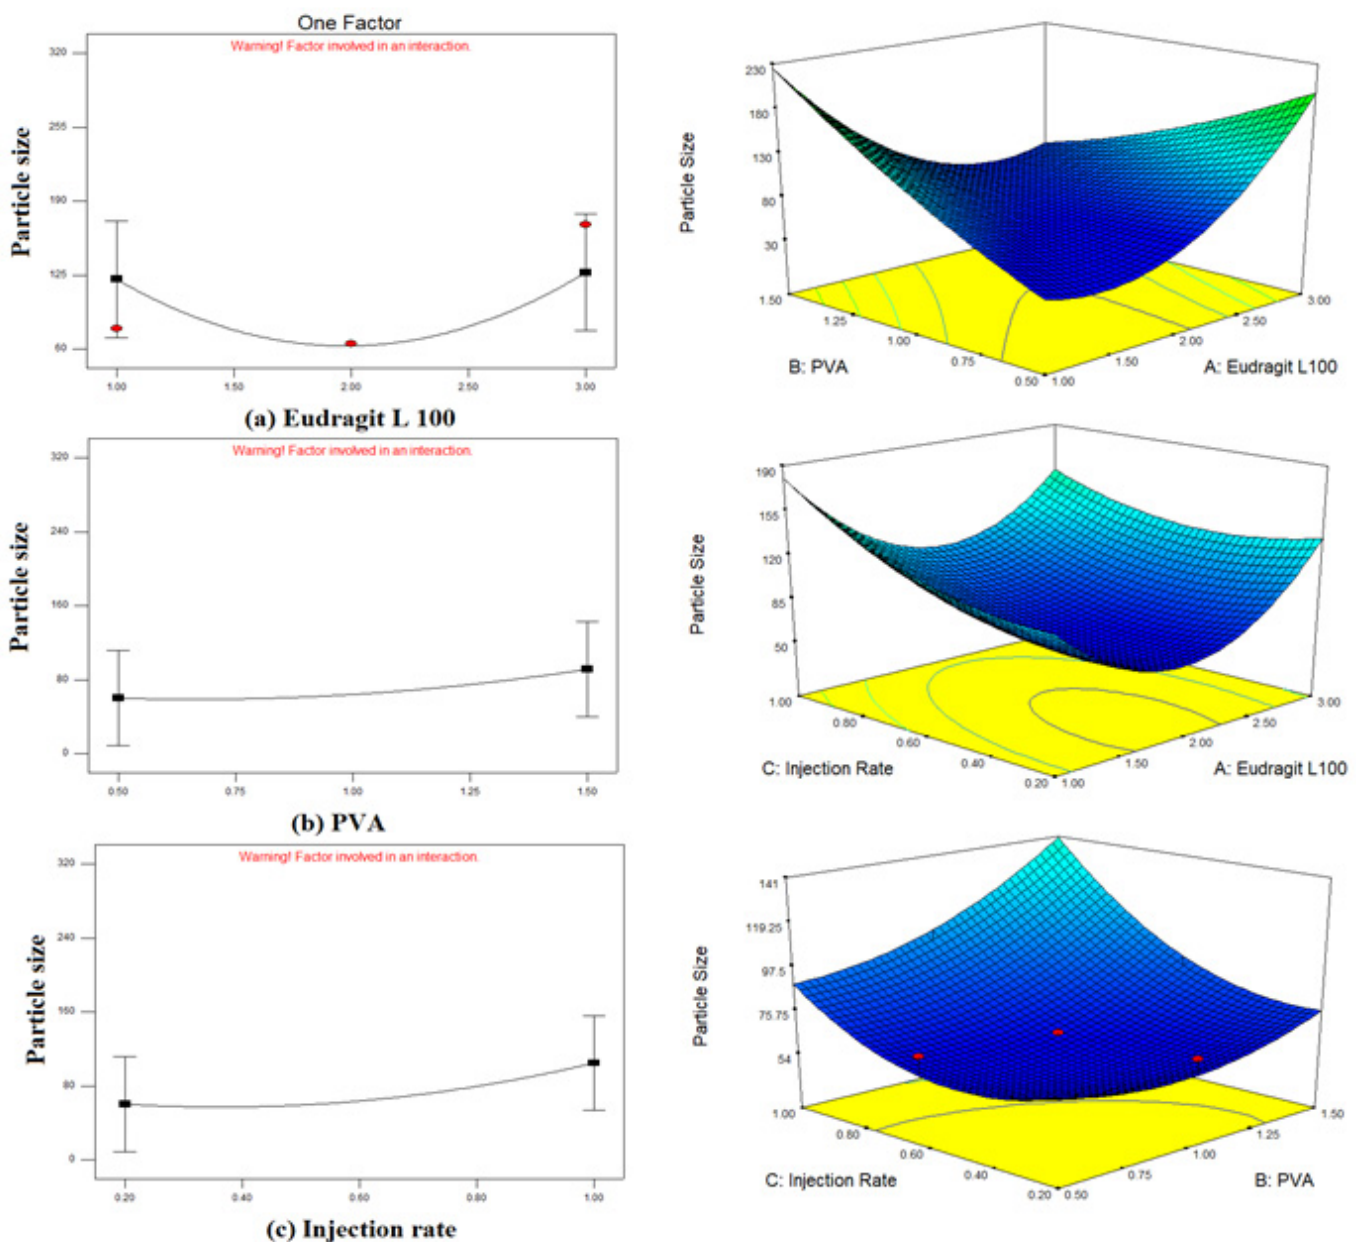 One Factor
Warning! Factor involved in an interaction.
Particle size
320
255
190
125
60
1.00 1.50 2.00 2.50 3.00
(a) Eudragit L 100
Particle Size
230
180
130
80
30
1.50 1.25 1.00 0.75 0.50
B: PVA
1.00 1.50 2.00 2.50 3.00
A: Eudragit L100
Warning! Factor involved in an interaction.
Particle size
320
240
160
80
0
0.50 0.75 1.00 1.25 1.50
(b) PVA
Particle Size
190
155
120
85
50
1.00 0.80 0.60 0.40 0.20
C: Injection Rate
1.00 1.50 2.00 2.50 3.00
A: Eudragit L100
Warning! Factor involved in an interaction.
Particle size
320
240
160
80
0
0.20 0.40 0.60 0.80 1.00
(c) Injection rate
Particle Size
141
119.25
97.5
75.75
54
1.00 0.80 0.60 0.40 0.20
C: Injection Rate
0.50 0.75 1.00 1.25 1.50
B: PVA